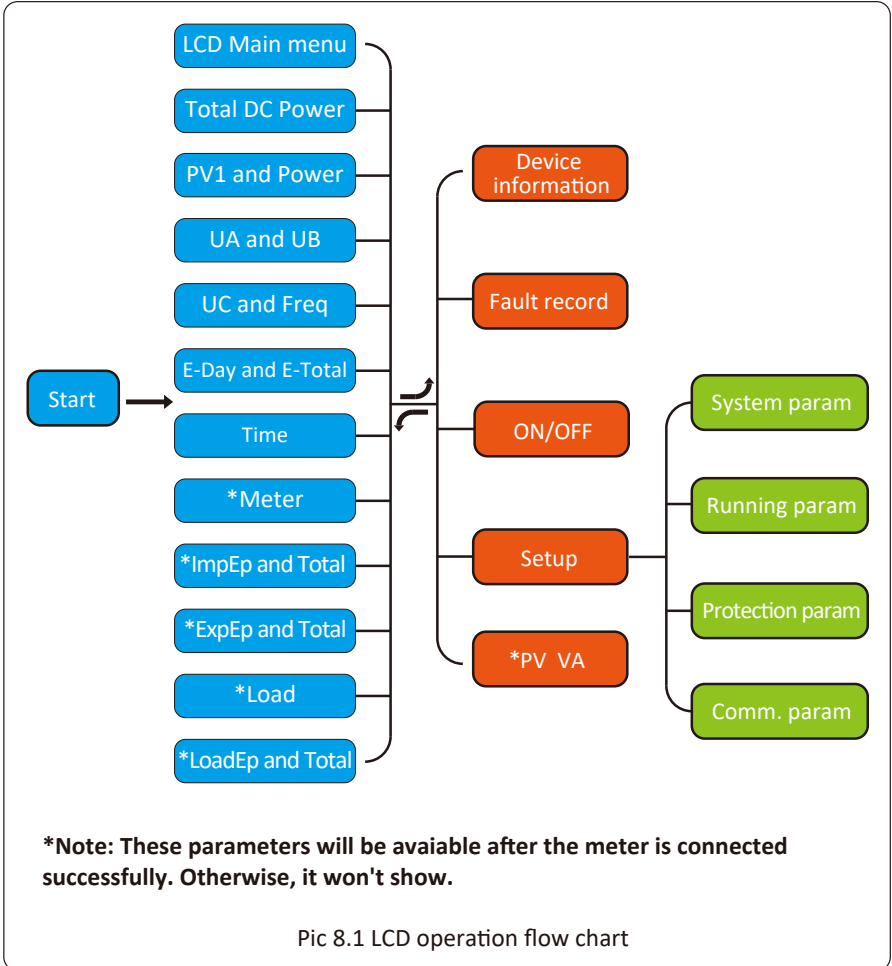 LCD Main menu
Total DC Power
PV1 and Power
UA and UB
UC and Freq
E-Day and E-Total
Start
Time
*Meter
*ImpEp and Total
*ExpEp and Total
*Load
*LoadEp and Total
Device
information
Fault record
ON/OFF
Setup
*PV VA
System param
Running param
Protection param
Comm. param
*Note: These parameters will be avaiable after the meter is connected
successfully. Otherwise, it won't show.
Pic 8.1 LCD operation flow chart